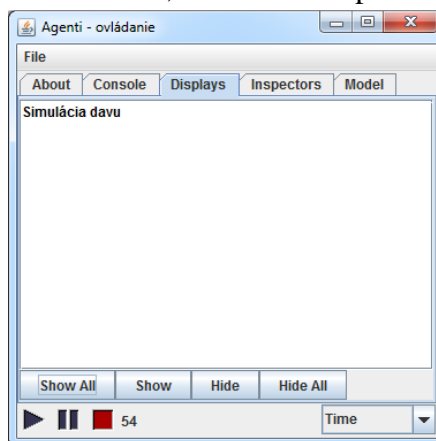 Agenti - ovládanie
File
About Console Displays Inspectors Model
Simulácia davu
Show All Show Hide Hide All
54 Time